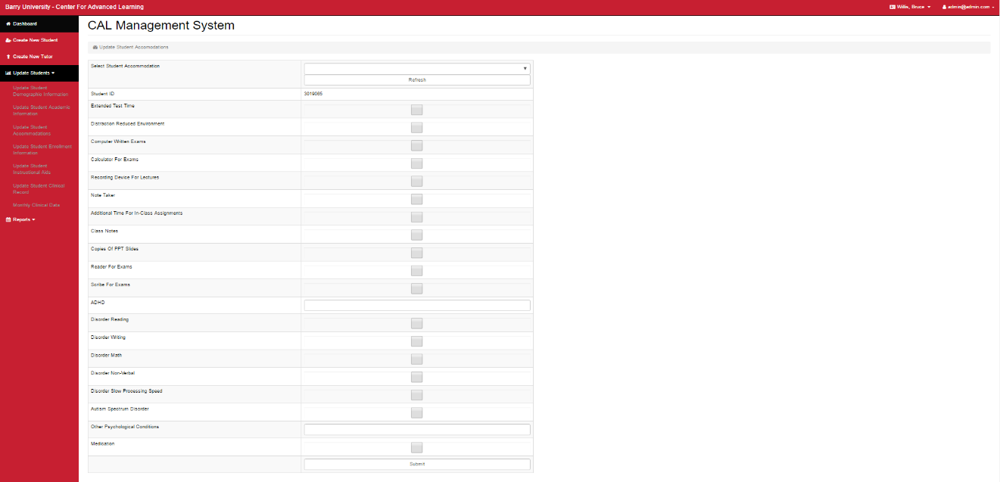 Barry University - Center For Advanced Learning
Willis, Bruce
admin@admin.com
Dashboard
Create New Student
Create New Tutor
Update Students
Update Student
Demographic Information
Update Student Academic
Information
Update Student
Accommodations
Update Student Enrollment
Information
Update Student
Instructional Aids
Update Student Clinical
Record
Monthly Clinical Data
Reports
CAL Management System
Update Student Accomodations
Select Student Accommodation
Refresh
Student ID
3019085
Extended Test Time
Distraction Reduced Environment
Computer Written Exams
Calculator For Exams
Recording Device For Lectures
Note Taker
Additional Time For In-Class Assignments
Class Notes
Copies Of PPT Slides
Reader For Exams
Scribe For Exams
ADHD
Disorder Reading
Disorder Writing
Disorder Math
Disorder Non-Verbal
Disorder Slow Processing Speed
Autism Spectrum Disorder
Other Psychological Conditions
Medication
Submit